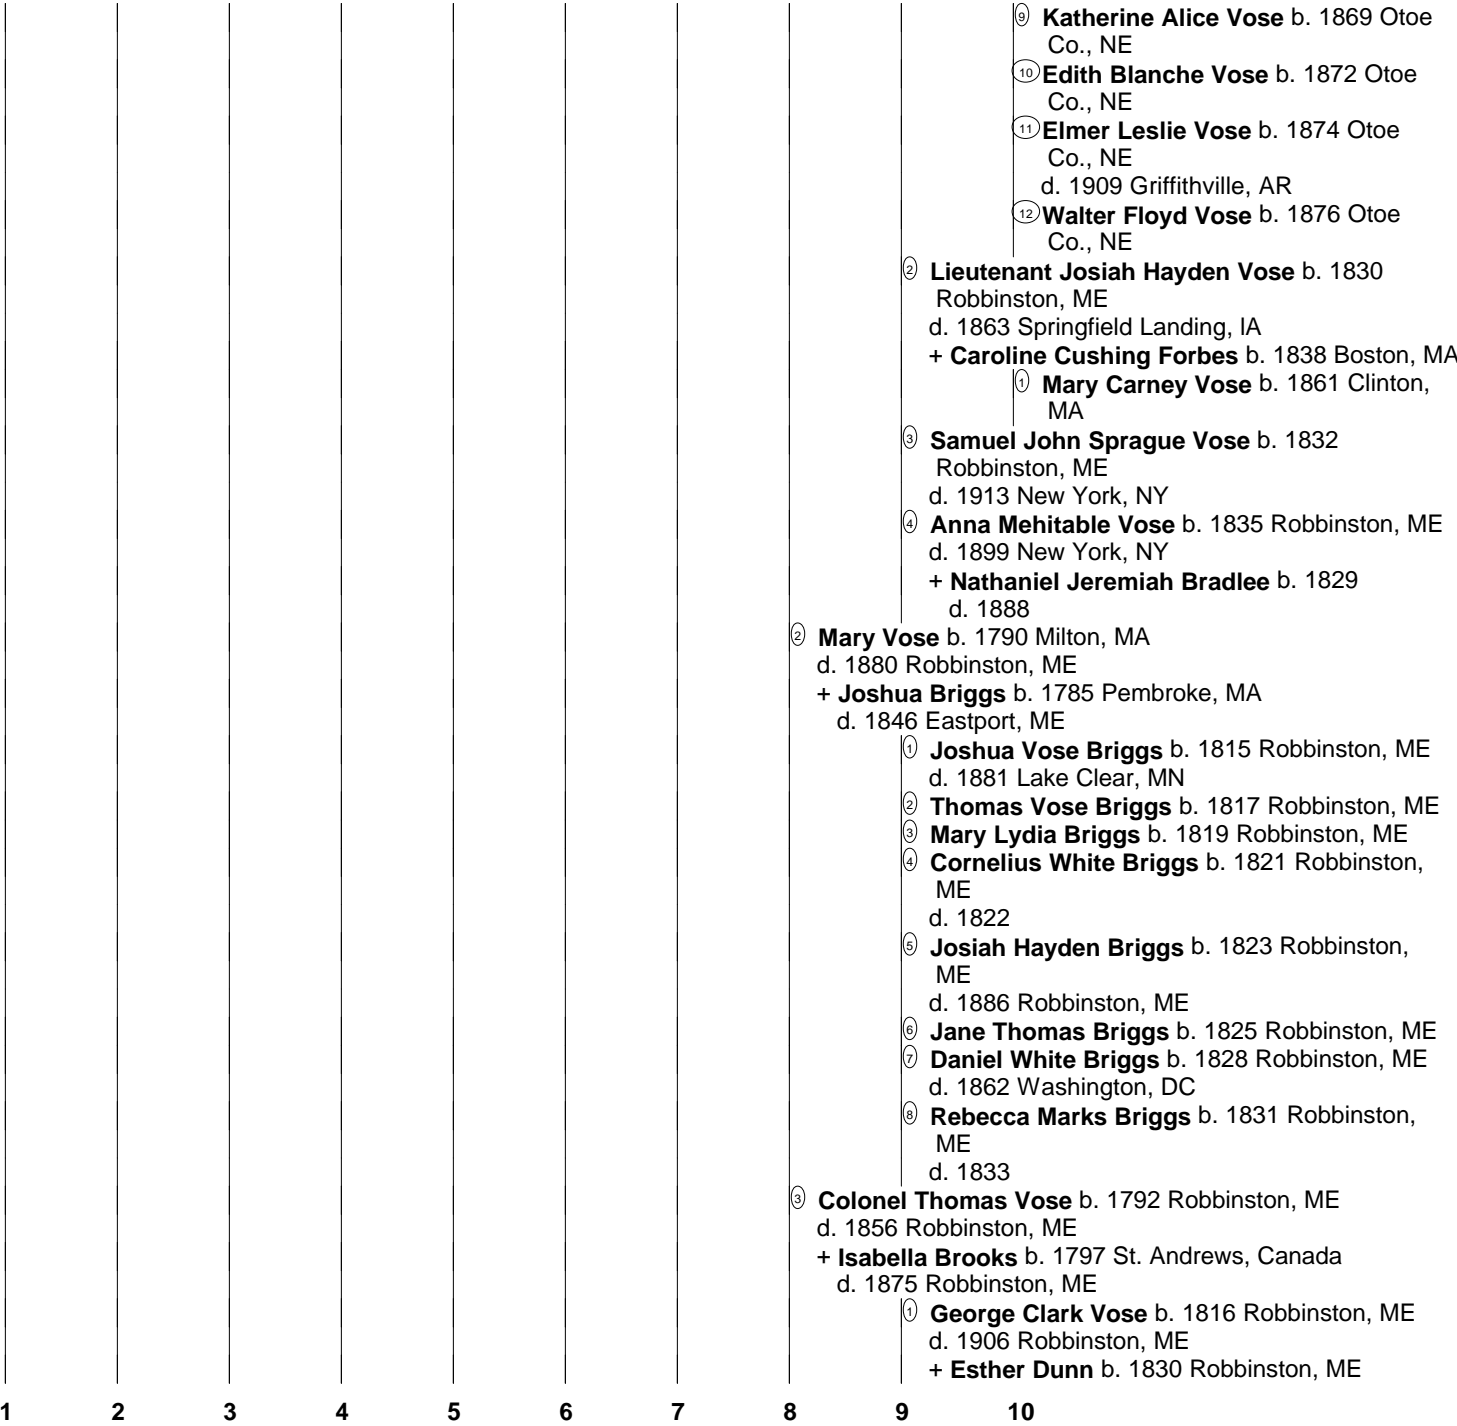 9 Katherine Alice Vose b. 1869 Otoe
Co., NE
10 Edith Blanche Vose b. 1872 Otoe
Co., NE
11 Elmer Leslie Vose b. 1874 Otoe
Co., NE
d. 1909 Griffithville, AR
12 Walter Floyd Vose b. 1876 Otoe
Co., NE
2 Lieutenant Josiah Hayden Vose b. 1830
Robbinston, ME
d. 1863 Springfield Landing, IA
+ Caroline Cushing Forbes b. 1838 Boston, MA
1 Mary Carney Vose b. 1861 Clinton,
MA
3 Samuel John Sprague Vose b. 1832
Robbinston, ME
d. 1913 New York, NY
4 Anna Mehitable Vose b. 1835 Robbinston, ME
d. 1899 New York, NY
+ Nathaniel Jeremiah Bradlee b. 1829
d. 1888
2 Mary Vose b. 1790 Milton, MA
d. 1880 Robbinston, ME
+ Joshua Briggs b. 1785 Pembroke, MA
d. 1846 Eastport, ME
1 Joshua Vose Briggs b. 1815 Robbinston, ME
d. 1881 Lake Clear, MN
2 Thomas Vose Briggs b. 1817 Robbinston, ME
3 Mary Lydia Briggs b. 1819 Robbinston, ME
4 Cornelius White Briggs b. 1821 Robbinston,
ME
d. 1822
5 Josiah Hayden Briggs b. 1823 Robbinston,
ME
d. 1886 Robbinston, ME
6 Jane Thomas Briggs b. 1825 Robbinston, ME
7 Daniel White Briggs b. 1828 Robbinston, ME
d. 1862 Washington, DC
8 Rebecca Marks Briggs b. 1831 Robbinston,
ME
d. 1833
3 Colonel Thomas Vose b. 1792 Robbinston, ME
d. 1856 Robbinston, ME
+ Isabella Brooks b. 1797 St. Andrews, Canada
d. 1875 Robbinston, ME
1 George Clark Vose b. 1816 Robbinston, ME
d. 1906 Robbinston, ME
+ Esther Dunn b. 1830 Robbinston, ME
1 2 3 4 5 6 7 8 9 10